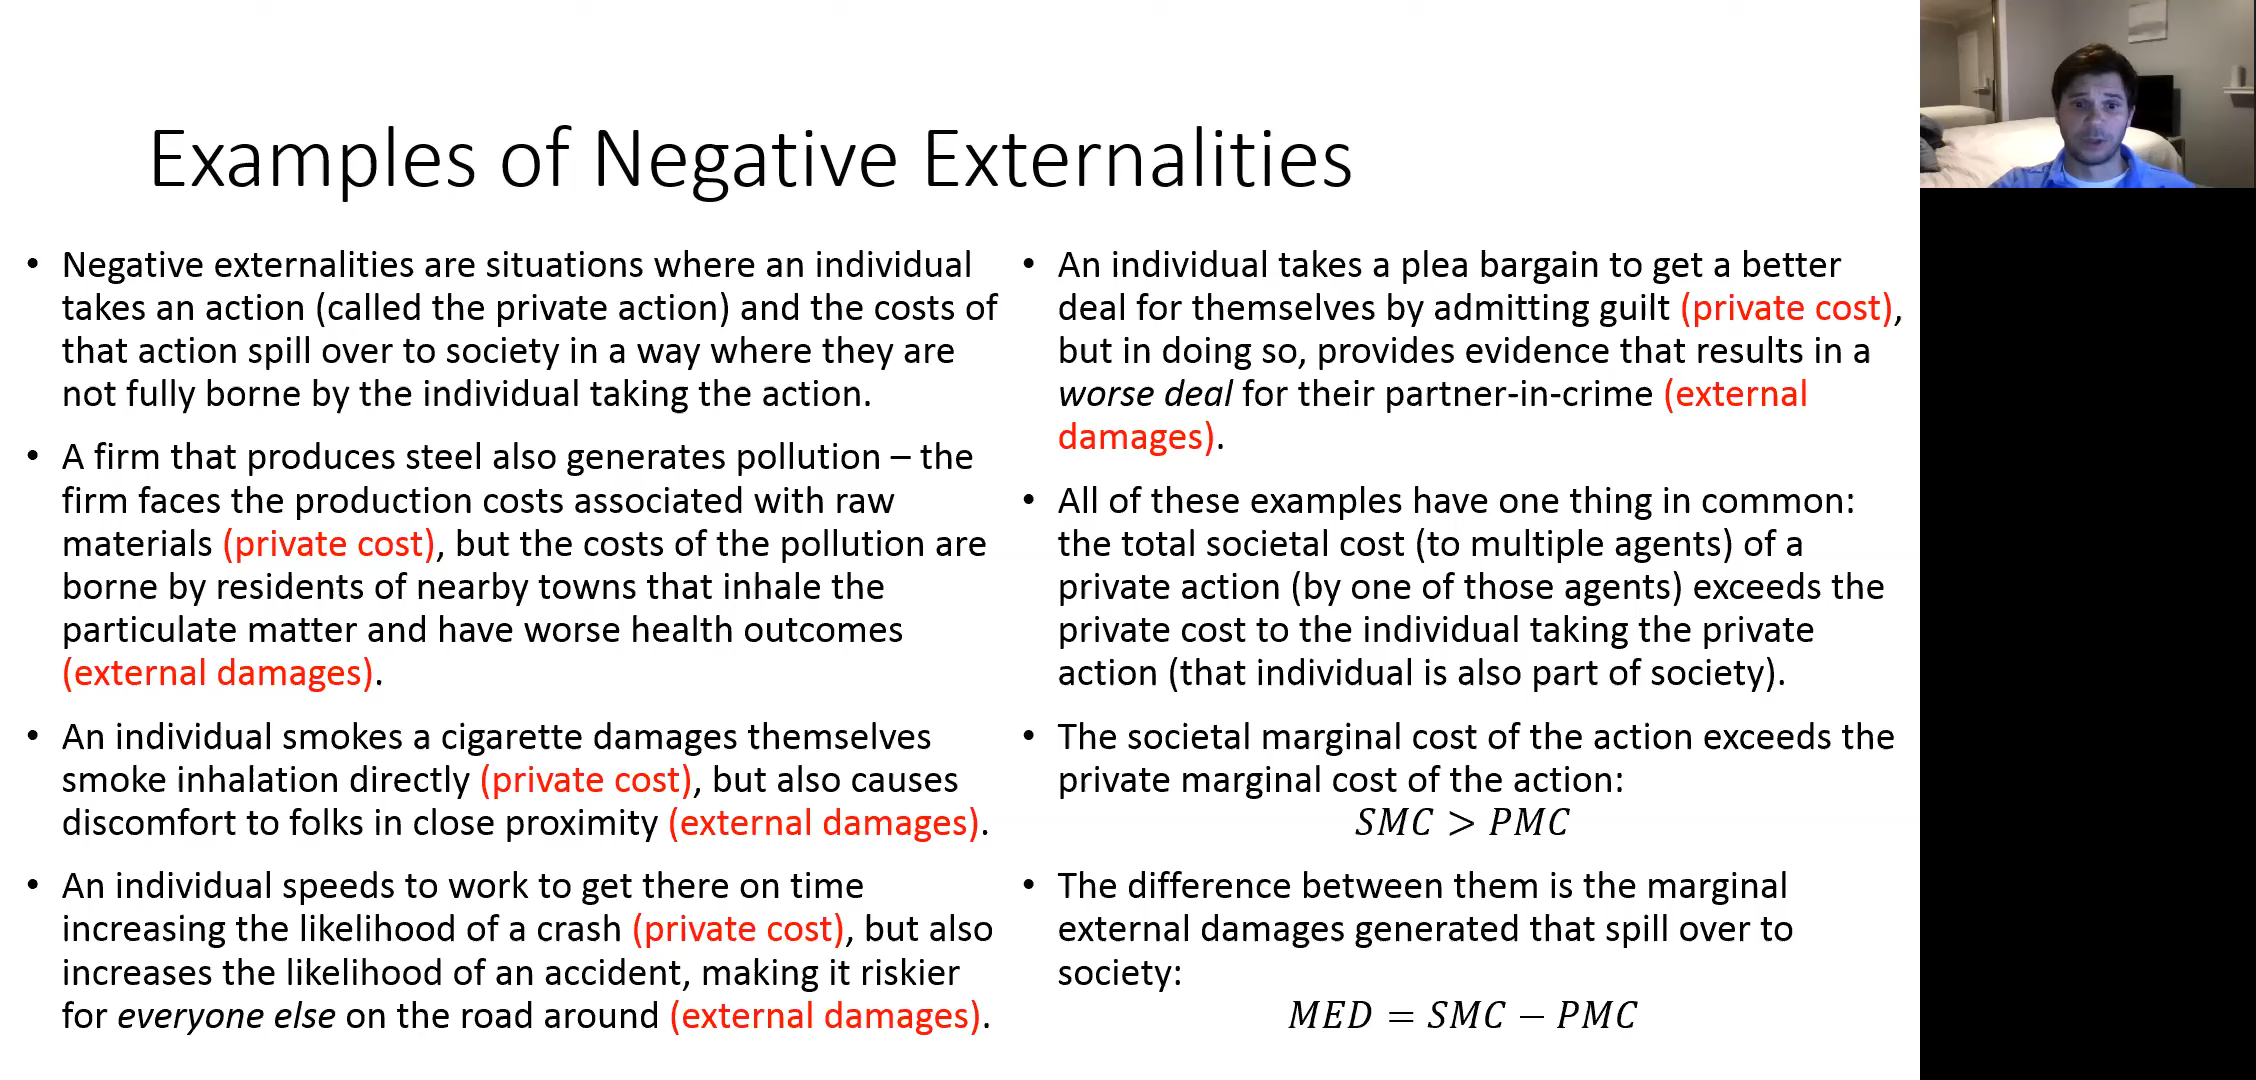 Examples of Negative Externalities
• Negative externalities are situations where an individual
takes an action (called the private action) and the costs of
that action spill over to society in a way where they are
not fully borne by the individual taking the action.
• A firm that produces steel also generates pollution – the
firm faces the production costs associated with raw
materials (private cost), but the costs of the pollution are
borne by residents of nearby towns that inhale the
particulate matter and have worse health outcomes
(external damages).
• An individual smokes a cigarette damages themselves
smoke inhalation directly (private cost), but also causes
discomfort to folks in close proximity (external damages).
• An individual speeds to work to get there on time
increasing the likelihood of a crash (private cost), but also
increases the likelihood of an accident, making it riskier
for everyone else on the road around (external damages).
• An individual takes a plea bargain to get a better
deal for themselves by admitting guilt (private cost),
but in doing so, provides evidence that results in a
worse deal for their partner-in-crime (external
damages).
• All of these examples have one thing in common:
the total societal cost (to multiple agents) of a
private action (by one of those agents) exceeds the
private cost to the individual taking the private
action (that individual is also part of society).
• The societal marginal cost of the action exceeds the
private marginal cost of the action:
SMC > PMC
• The difference between them is the marginal
external damages generated that spill over to
society:
MED = SMC − PMC